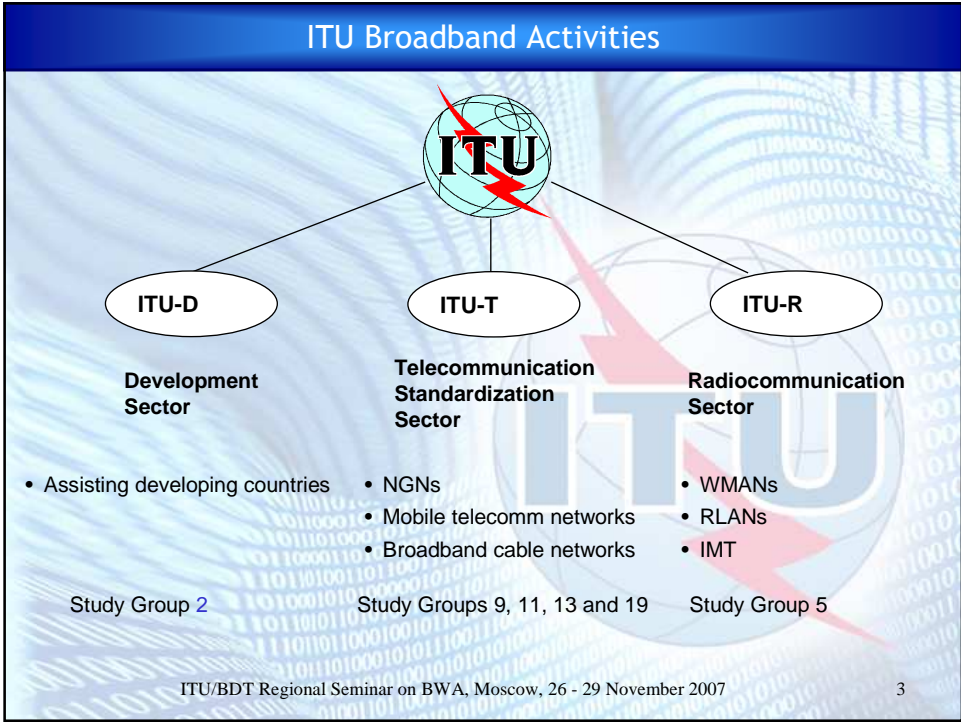 ITU Broadband Activities
ITU
ITU-D
ITU-T
ITU-R
Development
Sector
Telecommunication
Standardization
Sector
Radiocommunication
Sector
• Assisting developing countries
• NGNs
• Mobile telecomm networks
• Broadband cable networks
• WMANs
• RLANs
• IMT
Study Group 2
Study Groups 9, 11, 13 and 19
Study Group 5
ITU
ITU/BDT Regional Seminar on BWA, Moscow, 26 - 29 November 2007
3